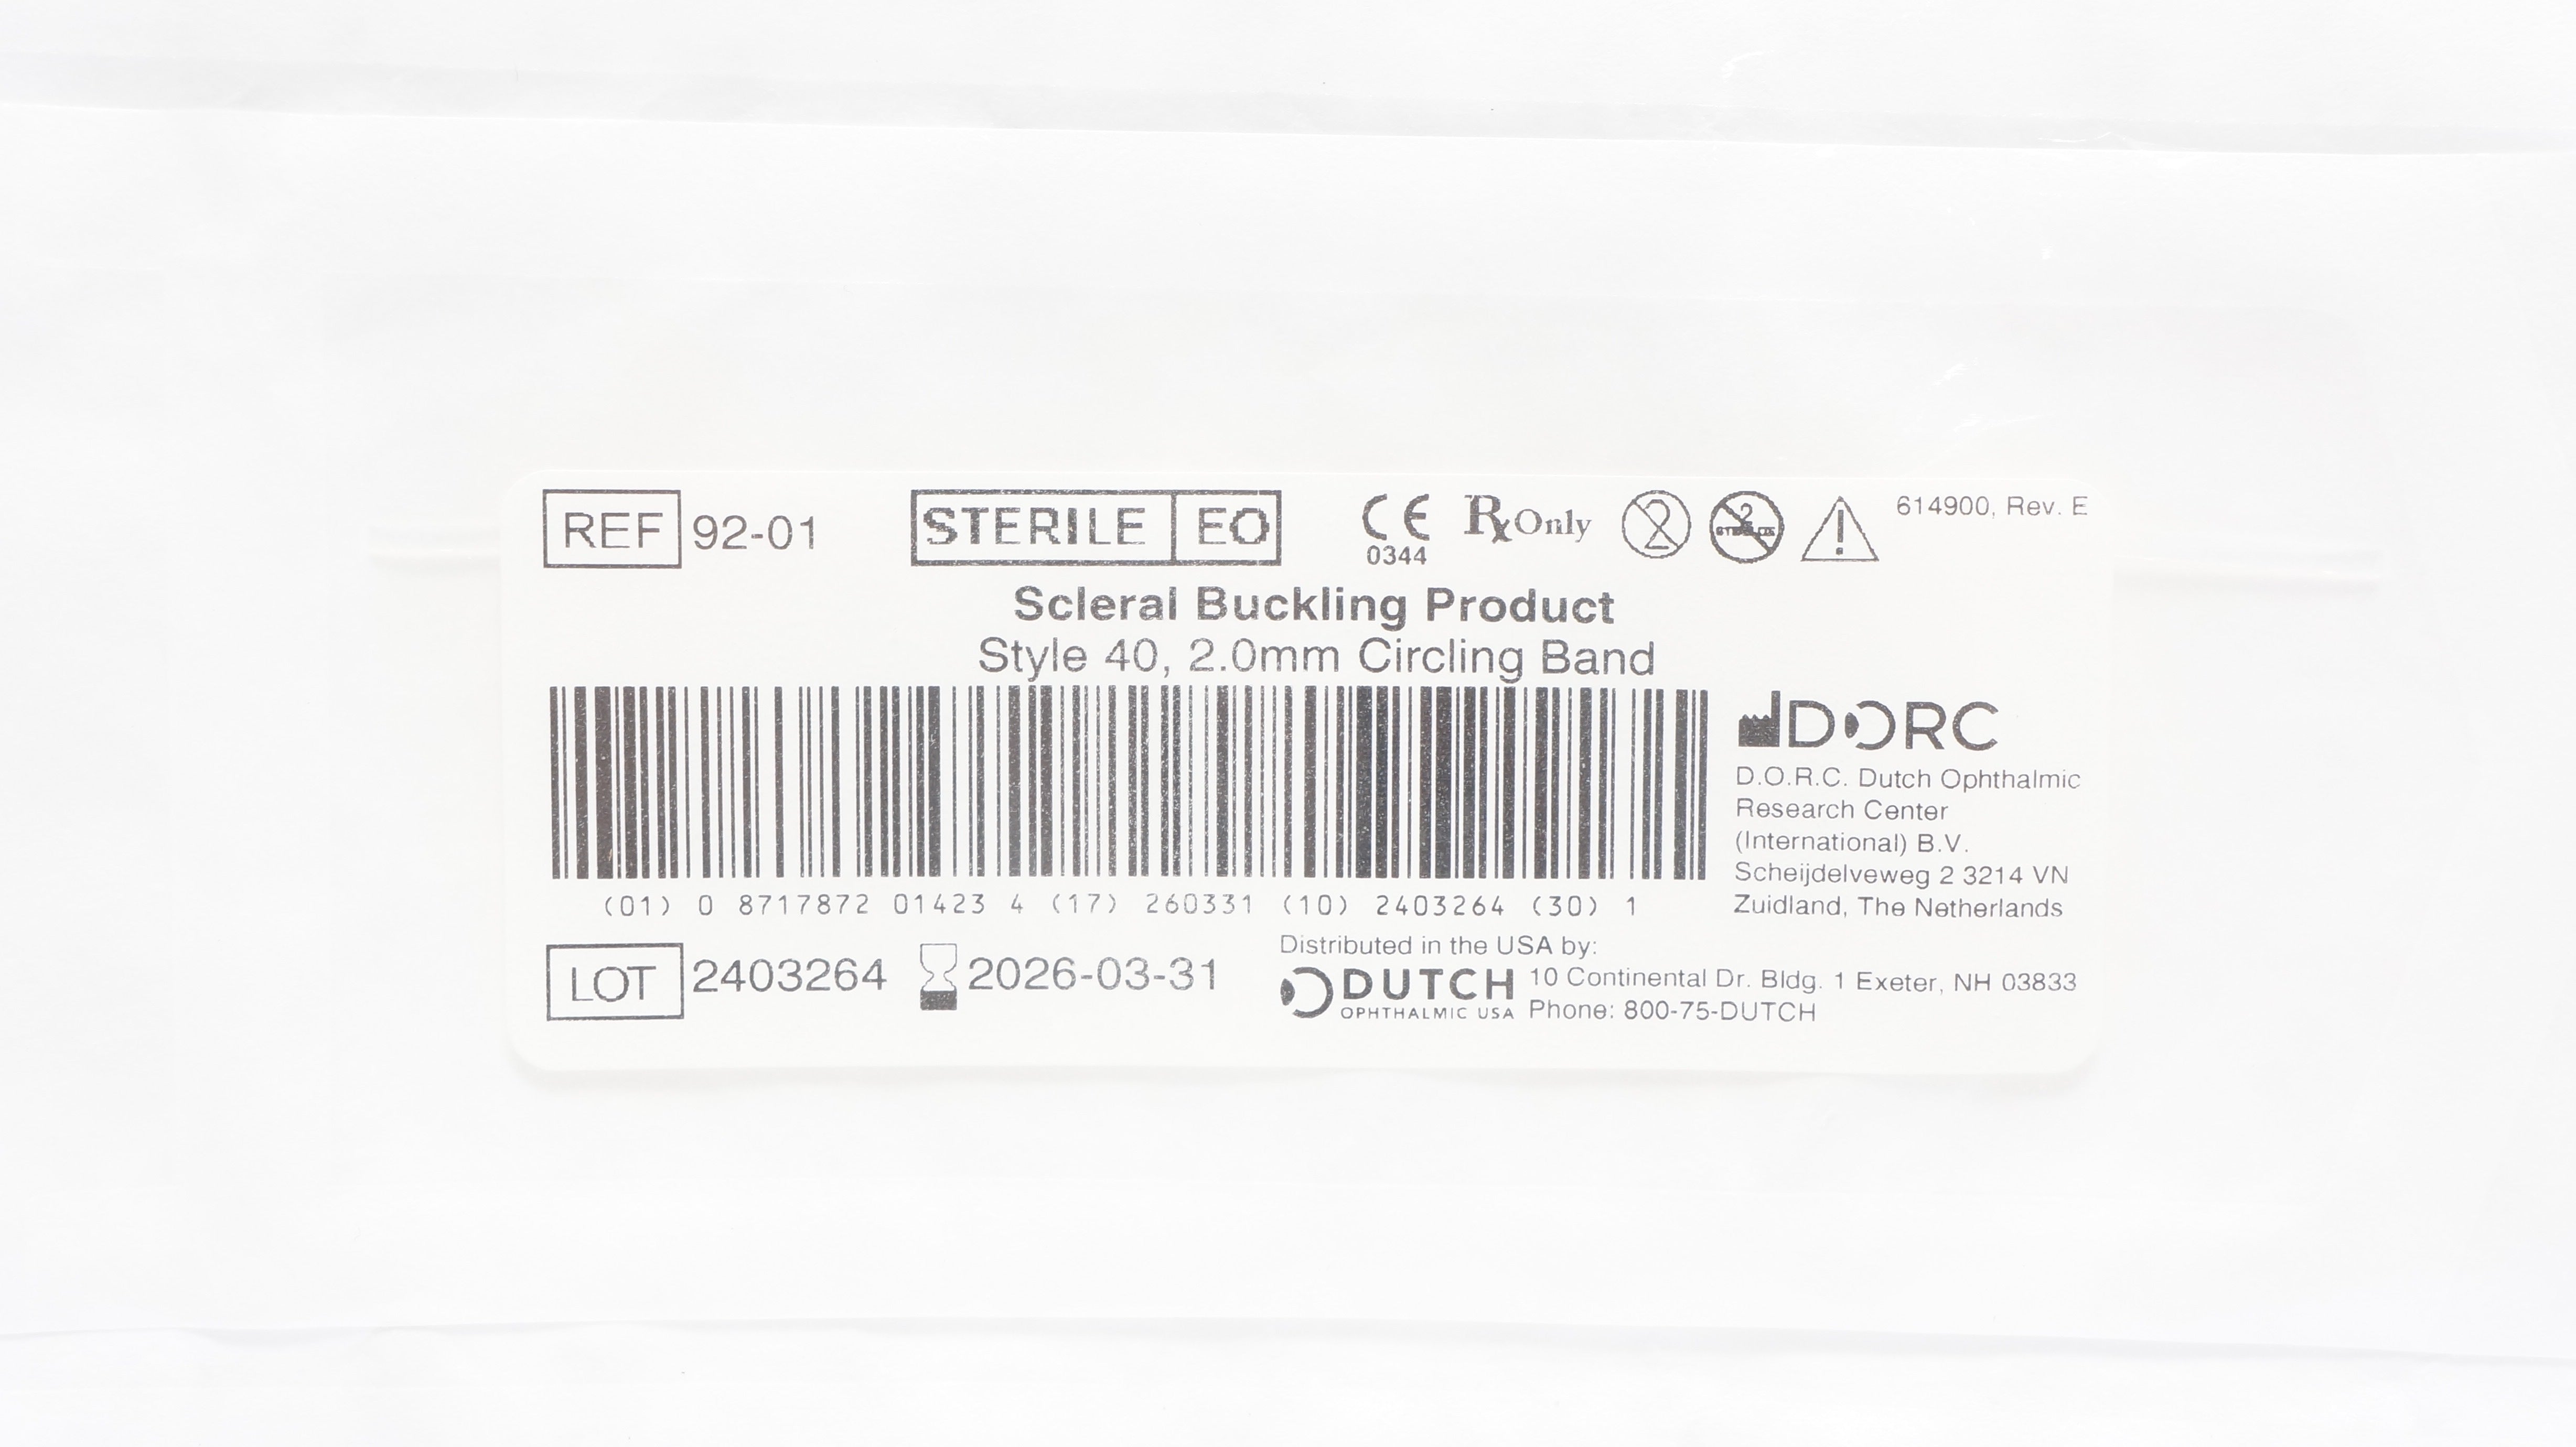 REF 92-01 STERILE EO CE 0344 Rx Only 2 2 STERILIZE ! 614900, Rev. E
Scleral Buckling Product
Style 40, 2.0mm Circling Band
DORC
D.O.R.C. Dutch Ophthalmic
Research Center
(International) B.V.
Scheijdelveweg 2 3214 VN
Zuidland, The Netherlands
(01) 0 8717872 01423 4 (17) 260331 (10) 2403264 (30) 1
LOT 2403264 2026-03-31
Distributed in the USA by:
DUTCH
OPHTHALMIC USA
10 Continental Dr. Bldg. 1 Exeter, NH 03833
Phone: 800-75-DUTCH